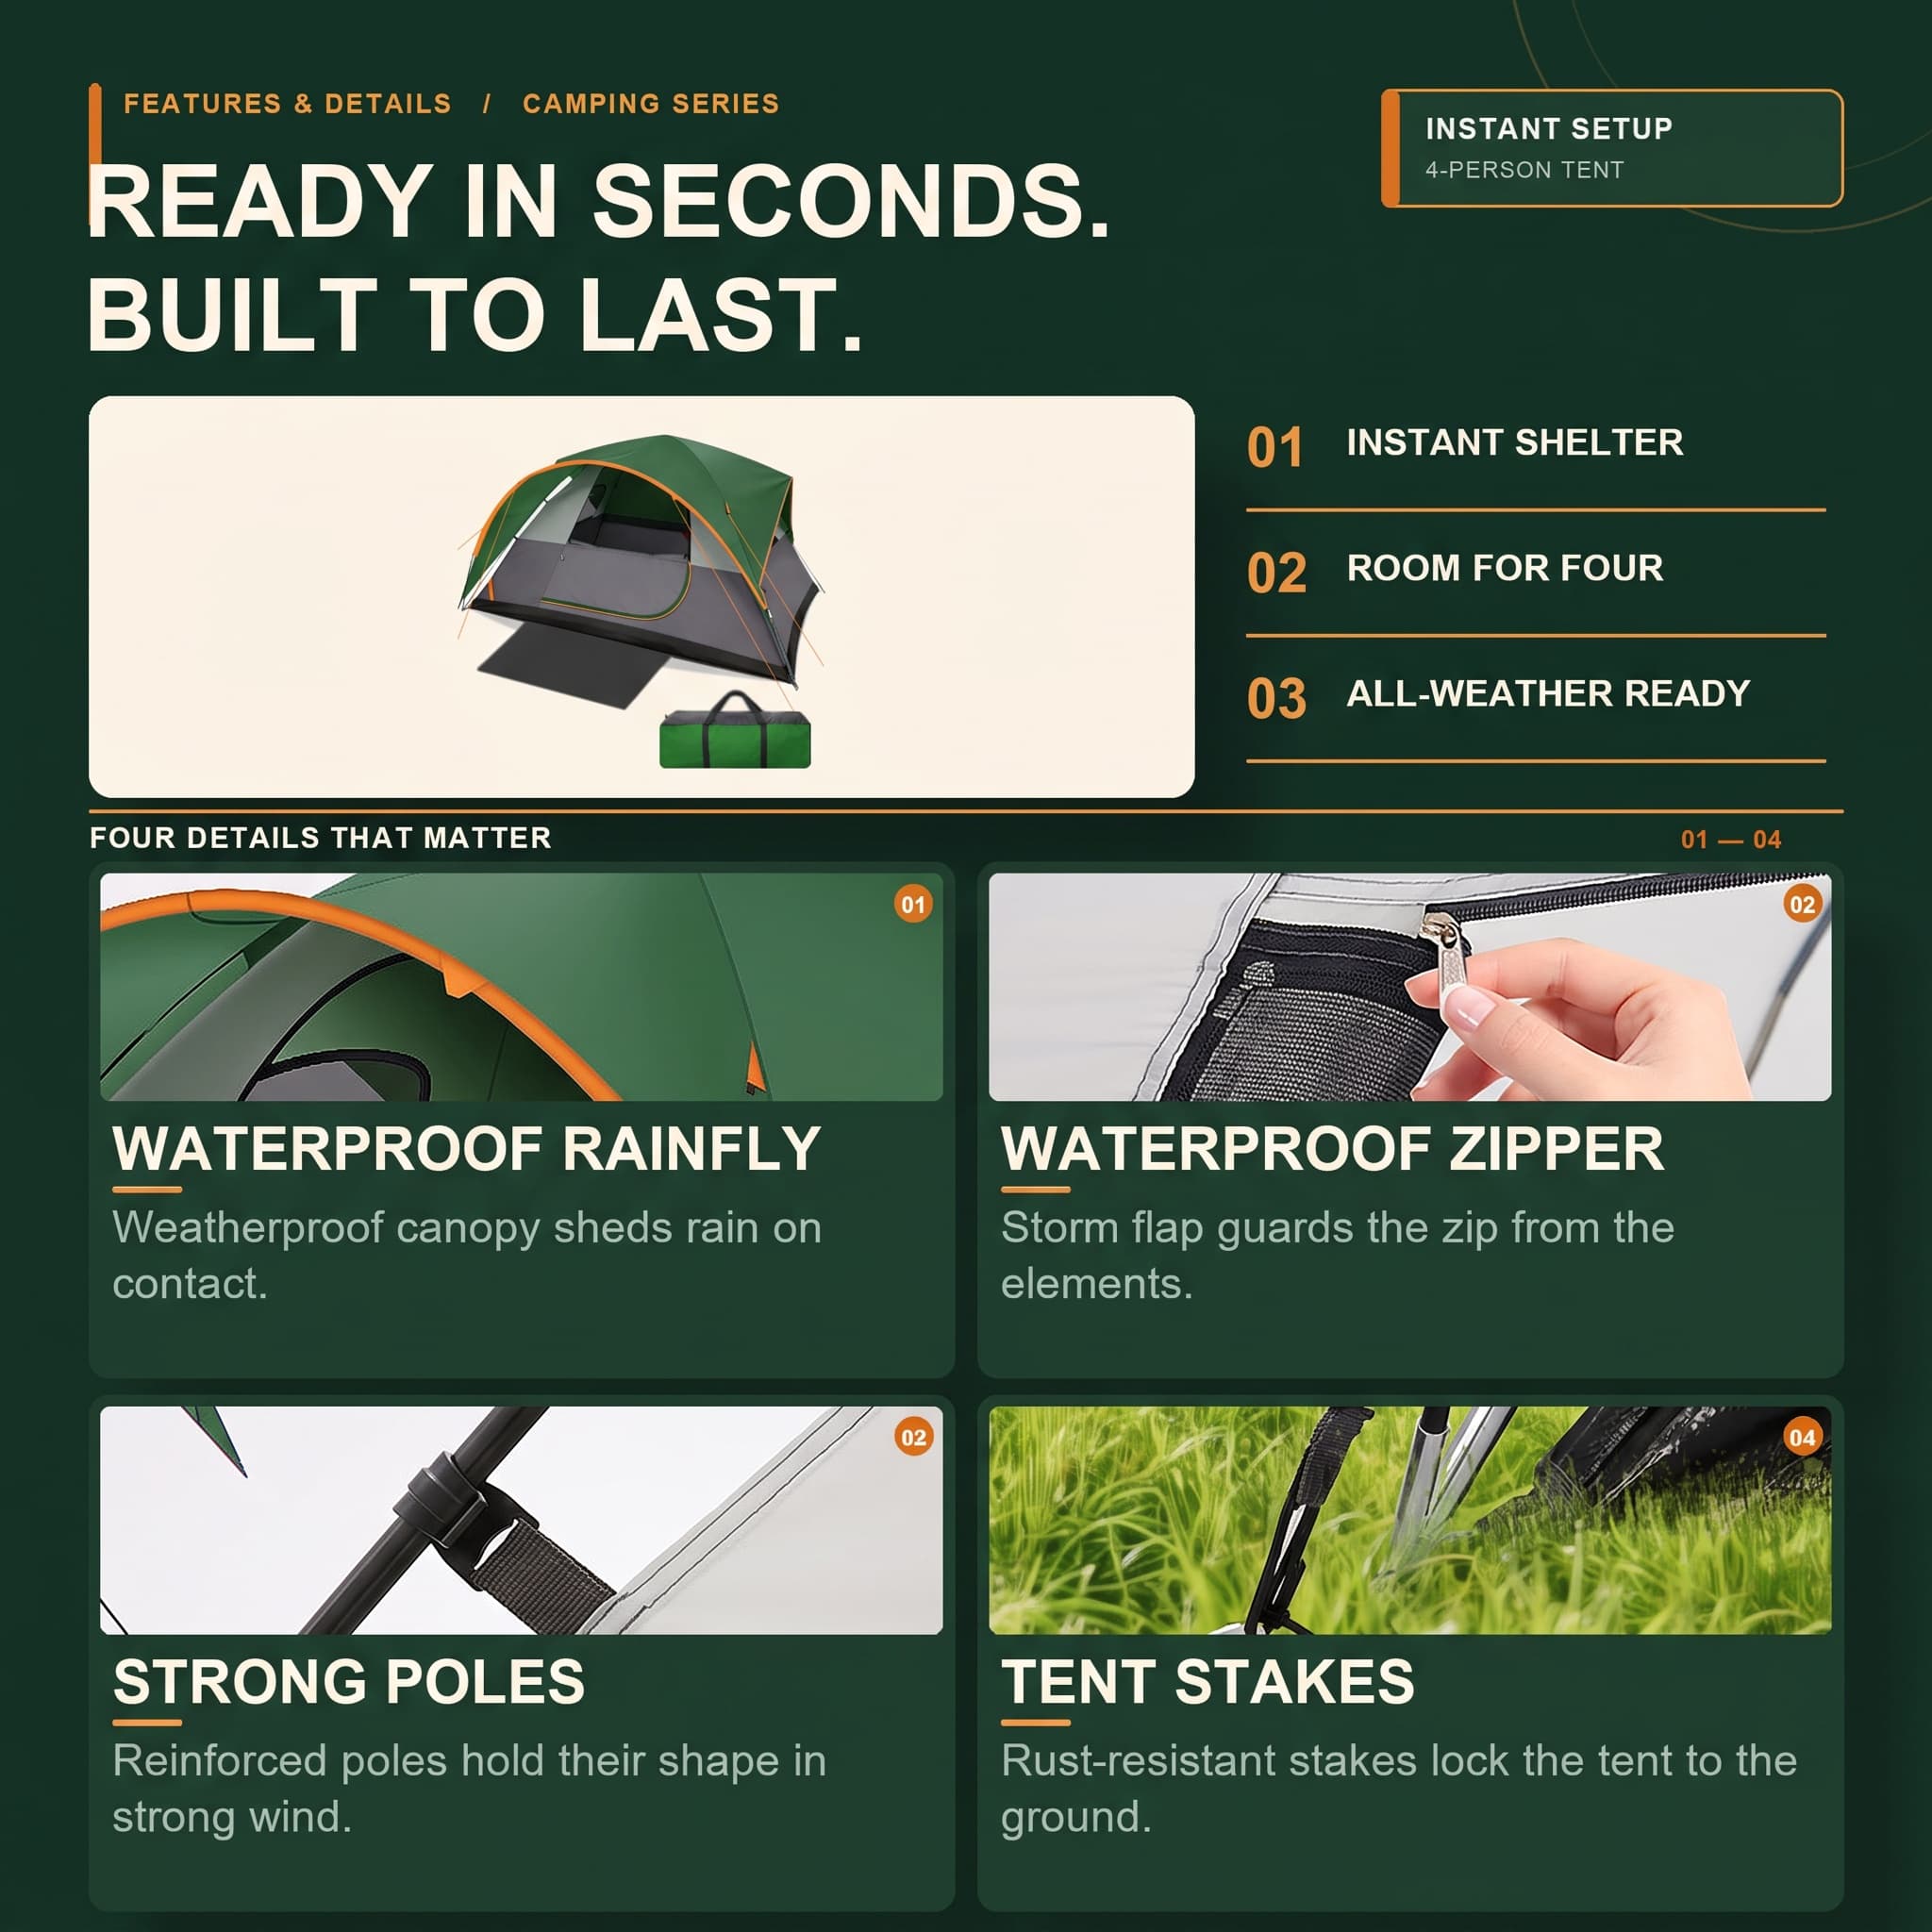 FEATURES & DETAILS / CAMPING SERIES
READY IN SECONDS.
BUILT TO LAST.
INSTANT SETUP
4-PERSON TENT
01 INSTANT SHELTER
02 ROOM FOR FOUR
03 ALL-WEATHER READY
FOUR DETAILS THAT MATTER
01 — 04
01
WATERPROOF RAINFLY
Weatherproof canopy sheds rain on
contact.
02
WATERPROOF ZIPPER
Storm flap guards the zip from the
elements.
02
STRONG POLES
Reinforced poles hold their shape in
strong wind.
04
TENT STAKES
Rust-resistant stakes lock the tent to the
ground.